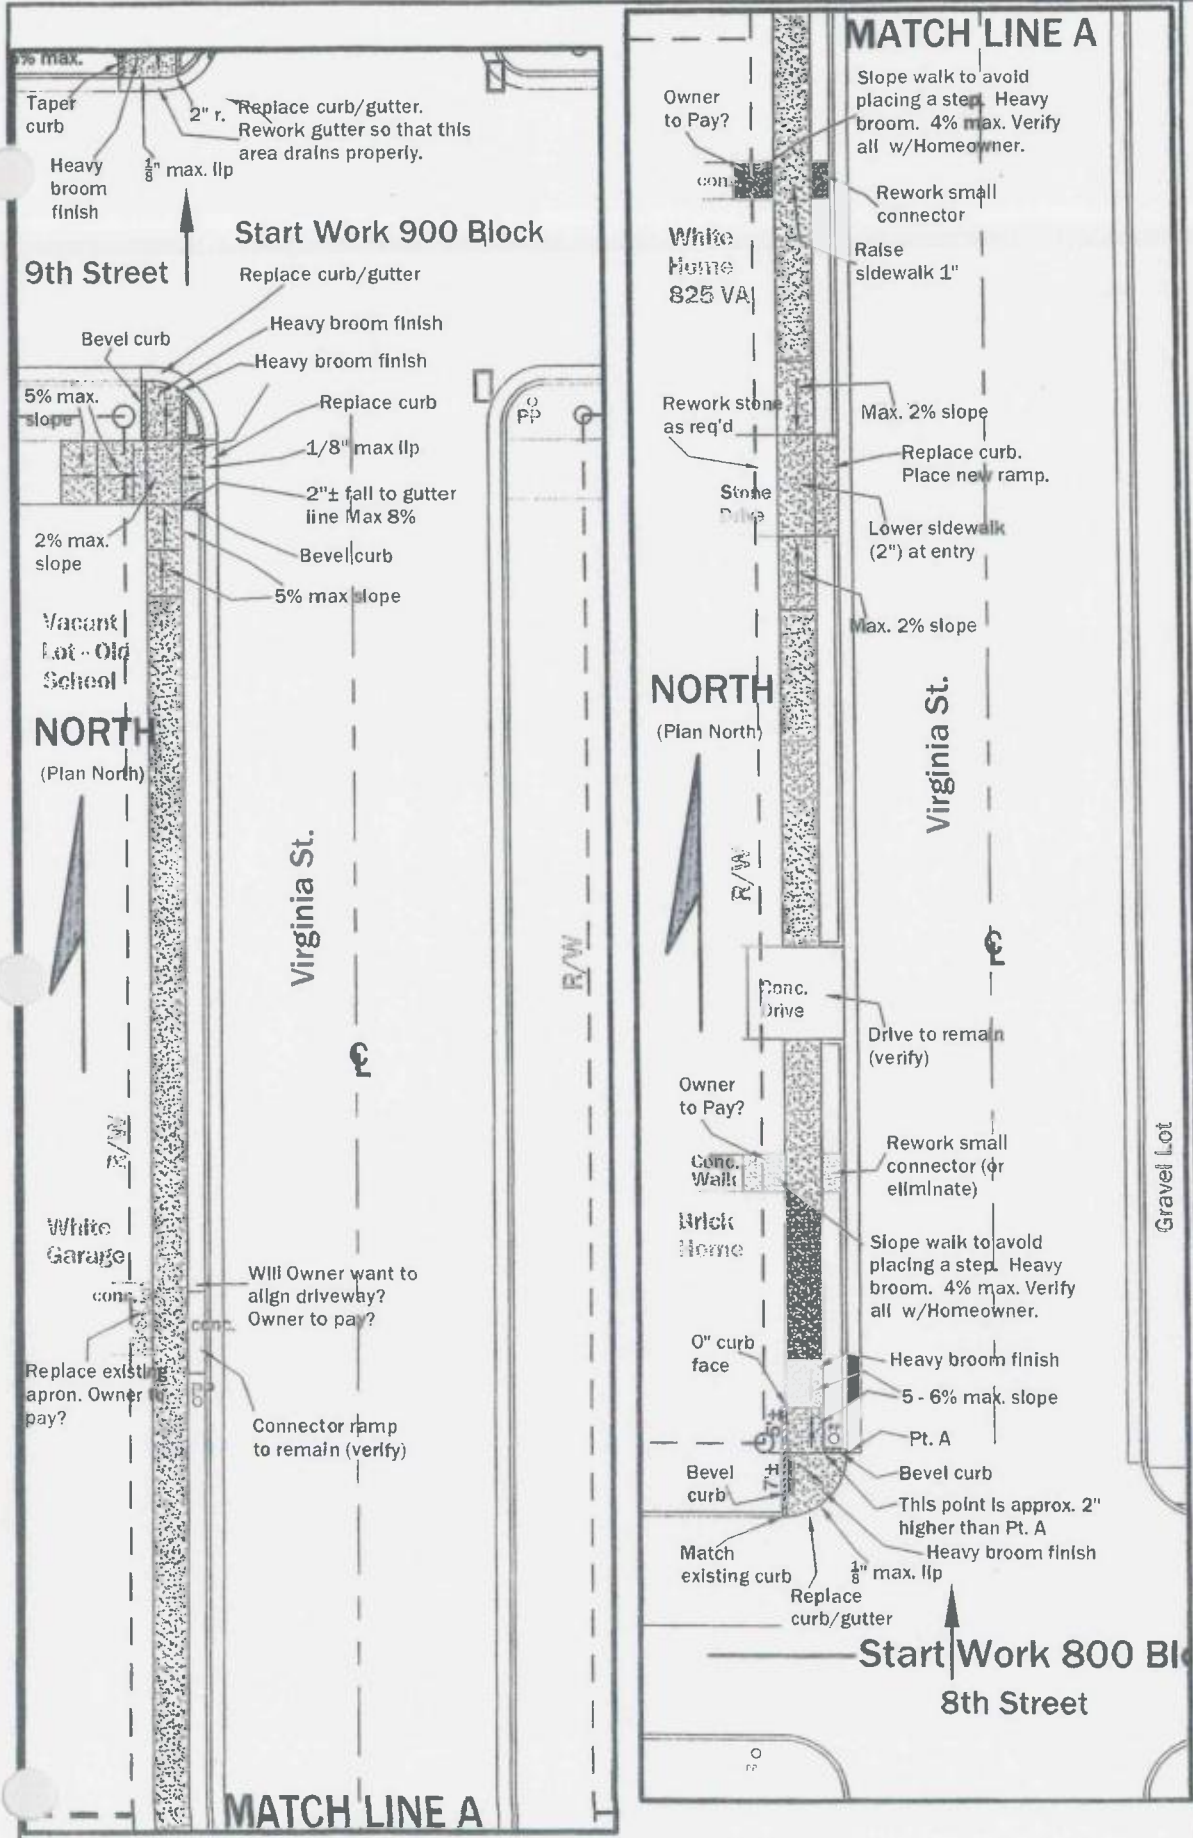 % max.
Taper
curb
2" r.
Replace curb/gutter.
Rework gutter so that this
area drains properly.
Heavy
broom
finish
1/8" max. lip
Start Work 900 Block
9th Street
Replace curb/gutter
Heavy broom finish
Bevel curb
Heavy broom finish
5% max.
slope
Replace curb
PP
1/8" max lip
2"± fall to gutter
line Max 8%
2% max.
slope
Bevel curb
5% max slope
Vacant
Lot - Old
School
NORTH
(Plan North)
Virginia St.
R/W
CL
R/W
White
Garage
Will Owner want to
align driveway?
Owner to pay?
conc.
conc.
Replace existing
apron. Owner to
pay?
PP
Connector ramp
to remain (verify)
MATCH LINE A
MATCH LINE A
Slope walk to avoid
placing a step. Heavy
broom. 4% max. Verify
all w/Homeowner.
Owner
to Pay?
con
Rework small
connector
White
Home
825 VA
Raise
sidewalk 1"
Rework stone
as req'd
Max. 2% slope
Replace curb.
Place new ramp.
Stone
Drive
Lower sidewalk
(2") at entry
Max. 2% slope
NORTH
(Plan North)
Virginia St.
R/W
CL
Conc.
Drive
Drive to remain
(verify)
Owner
to Pay?
Conc.
Walk
Rework small
connector (or
eliminate)
Gravel Lot
Brick
Home
Slope walk to avoid
placing a step. Heavy
broom. 4% max. Verify
all w/Homeowner.
0" curb
face
Heavy broom finish
5 - 6% max. slope
Pt. A
Bevel
curb
7'±
Bevel curb
This point is approx. 2"
higher than Pt. A
Heavy broom finish
Match
existing curb
1/8" max. lip
Replace
curb/gutter
Start Work 800 Blo
8th Street
PP